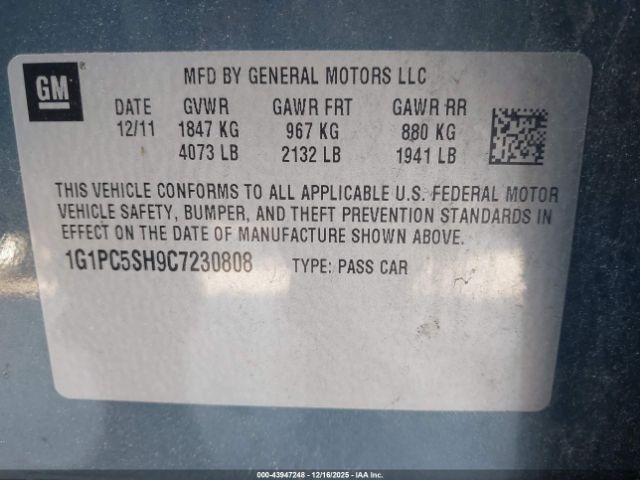 GM ®
MFD BY GENERAL MOTORS LLC
DATE GVWR GAWR FRT GAWR RR
12/11 1847 KG 967 KG 880 KG
4073 LB 2132 LB 1941 LB
THIS VEHICLE CONFORMS TO ALL APPLICABLE U.S. FEDERAL MOTOR
VEHICLE SAFETY, BUMPER, AND THEFT PREVENTION STANDARDS IN
EFFECT ON THE DATE OF MANUFACTURE SHOWN ABOVE.
1G1PC5SH9C7230808 TYPE: PASS CAR
000-43947248 - 12/16/2025 - IAAI.COM